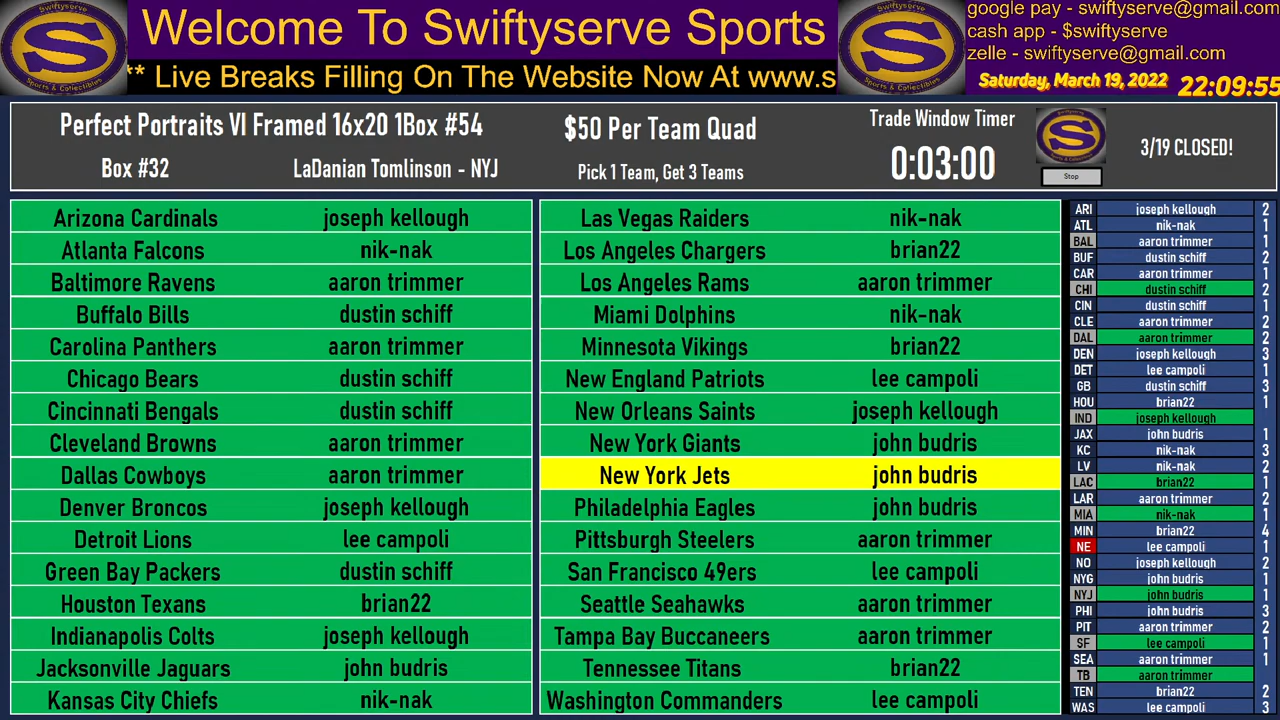 Welcome To Swiftyserve Sports
** Live Breaks Filling On The Website Now At www.s
google pay - swiftyserve@gmail.com
cash app - $swiftyserve
zelle - swiftyserve@gmail.com
Saturday, March 19, 2022 22:09:55
Perfect Portraits VI Framed 16x20 1Box #54
Box #32 LaDanian Tomlinson - NYJ
$50 Per Team Quad
Pick 1 Team, Get 3 Teams
Trade Window Timer
0:03:00
Stop
3/19 CLOSED!
Arizona Cardinals joseph kellough
Atlanta Falcons nik-nak
Baltimore Ravens aaron trimmer
Buffalo Bills dustin schiff
Carolina Panthers aaron trimmer
Chicago Bears dustin schiff
Cincinnati Bengals dustin schiff
Cleveland Browns aaron trimmer
Dallas Cowboys aaron trimmer
Denver Broncos joseph kellough
Detroit Lions lee campoli
Green Bay Packers dustin schiff
Houston Texans brian22
Indianapolis Colts joseph kellough
Jacksonville Jaguars john budris
Kansas City Chiefs nik-nak
Las Vegas Raiders nik-nak
Los Angeles Chargers brian22
Los Angeles Rams aaron trimmer
Miami Dolphins nik-nak
Minnesota Vikings brian22
New England Patriots lee campoli
New Orleans Saints joseph kellough
New York Giants john budris
New York Jets john budris
Philadelphia Eagles john budris
Pittsburgh Steelers aaron trimmer
San Francisco 49ers lee campoli
Seattle Seahawks aaron trimmer
Tampa Bay Buccaneers aaron trimmer
Tennessee Titans brian22
Washington Commanders lee campoli
ARI joseph kellough 2
ATL nik-nak 1
BAL aaron trimmer 1
BUF dustin schiff 2
CAR aaron trimmer 1
CHI dustin schiff 2
CIN dustin schiff 1
CLE aaron trimmer 2
DAL aaron trimmer 2
DEN joseph kellough 3
DET lee campoli 1
GB dustin schiff 3
HOU brian22 1
IND joseph kellough
JAX john budris 1
KC nik-nak 3
LV nik-nak 2
LAC brian22 1
LAR aaron trimmer 2
MIA nik-nak 1
MIN brian22 4
NE lee campoli 1
NO joseph kellough 2
NYG john budris 1
NYJ john budris 1
PHI john budris 3
PIT aaron trimmer 2
SF lee campoli 1
SEA aaron trimmer 1
TB aaron trimmer
TEN brian22 2
WAS lee campoli 3